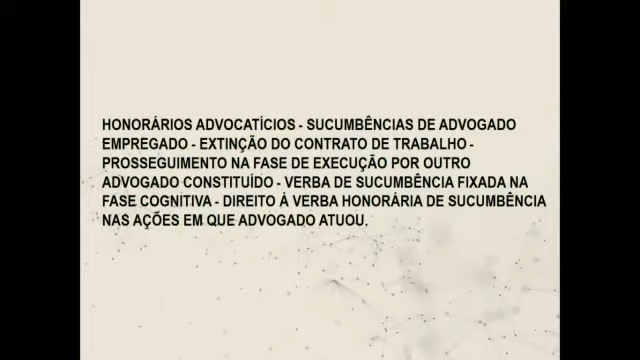 HONORÁRIOS ADVOCATÍCIOS - SUCUMBÊNCIAS DE ADVOGADO
EMPREGADO - EXTINÇÃO DO CONTRATO DE TRABALHO -
PROSSEGUIMENTO NA FASE DE EXECUÇÃO POR OUTRO
ADVOGADO CONSTITUÍDO - VERBA DE SUCUMBÊNCIA FIXADA NA
FASE COGNITIVA - DIREITO À VERBA HONORÁRIA DE SUCUMBÊNCIA
NAS AÇÕES EM QUE ADVOGADO ATUOU.